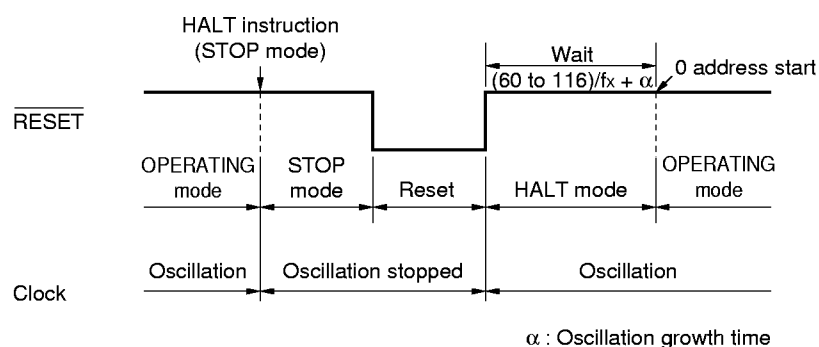 HALT instruction
(STOP mode)
Wait
(60 to 116)/fx + α
0 address start
RESET
OPERATING
mode
STOP
mode
Reset
HALT mode
OPERATING
mode
Clock
Oscillation
Oscillation stopped
Oscillation
α : Oscillation growth time